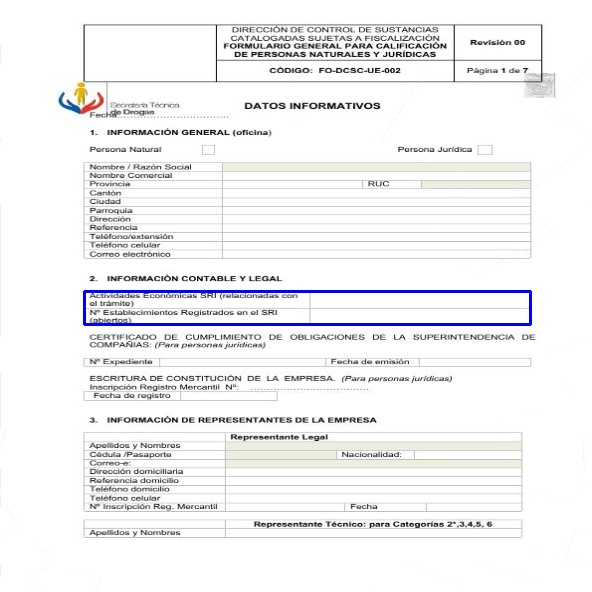 DIRECCIÓN DE CONTROL DE SUSTANCIAS
CATALOGADAS SUJETAS A FISCALIZACIÓN
FORMULARIO GENERAL PARA CALIFICACIÓN
DE PERSONAS NATURALES Y JURÍDICAS
Revisión 00
CÓDIGO: FO-DCSC-UE-002
Página 1 de 7
Secretaría Técnica
de Drogas
DATOS INFORMATIVOS
Fecha................................
1. INFORMACIÓN GENERAL (oficina)
Persona Natural
Persona Jurídica
Nombre / Razón Social
Nombre Comercial
Provincia RUC
Cantón
Ciudad
Parroquia
Dirección
Referencia
Teléfono/extensión
Teléfono celular
Correo electrónico
2. INFORMACIÓN CONTABLE Y LEGAL
Actividades Económicas SRI (relacionadas con
el trámite)
Nº Establecimientos Registrados en el SRI
(abiertos)
CERTIFICADO DE CUMPLIMIENTO DE OBLIGACIONES DE LA SUPERINTENDENCIA DE
COMPAÑIAS: (Para personas jurídicas)
Nº Expediente Fecha de emisión
ESCRITURA DE CONSTITUCIÓN DE LA EMPRESA. (Para personas jurídicas)
Inscripción Registro Mercantil Nº: ................................
Fecha de registro
3. INFORMACIÓN DE REPRESENTANTES DE LA EMPRESA
Representante Legal
Apellidos y Nombres
Cédula /Pasaporte Nacionalidad:
Correo-e:
Dirección domiciliaria
Referencia domicilio
Teléfono domicilio
Teléfono celular
Nº Inscripción Reg. Mercantil Fecha
Representante Técnico: para Categorías 2*,3,4,5, 6
Apellidos y Nombres